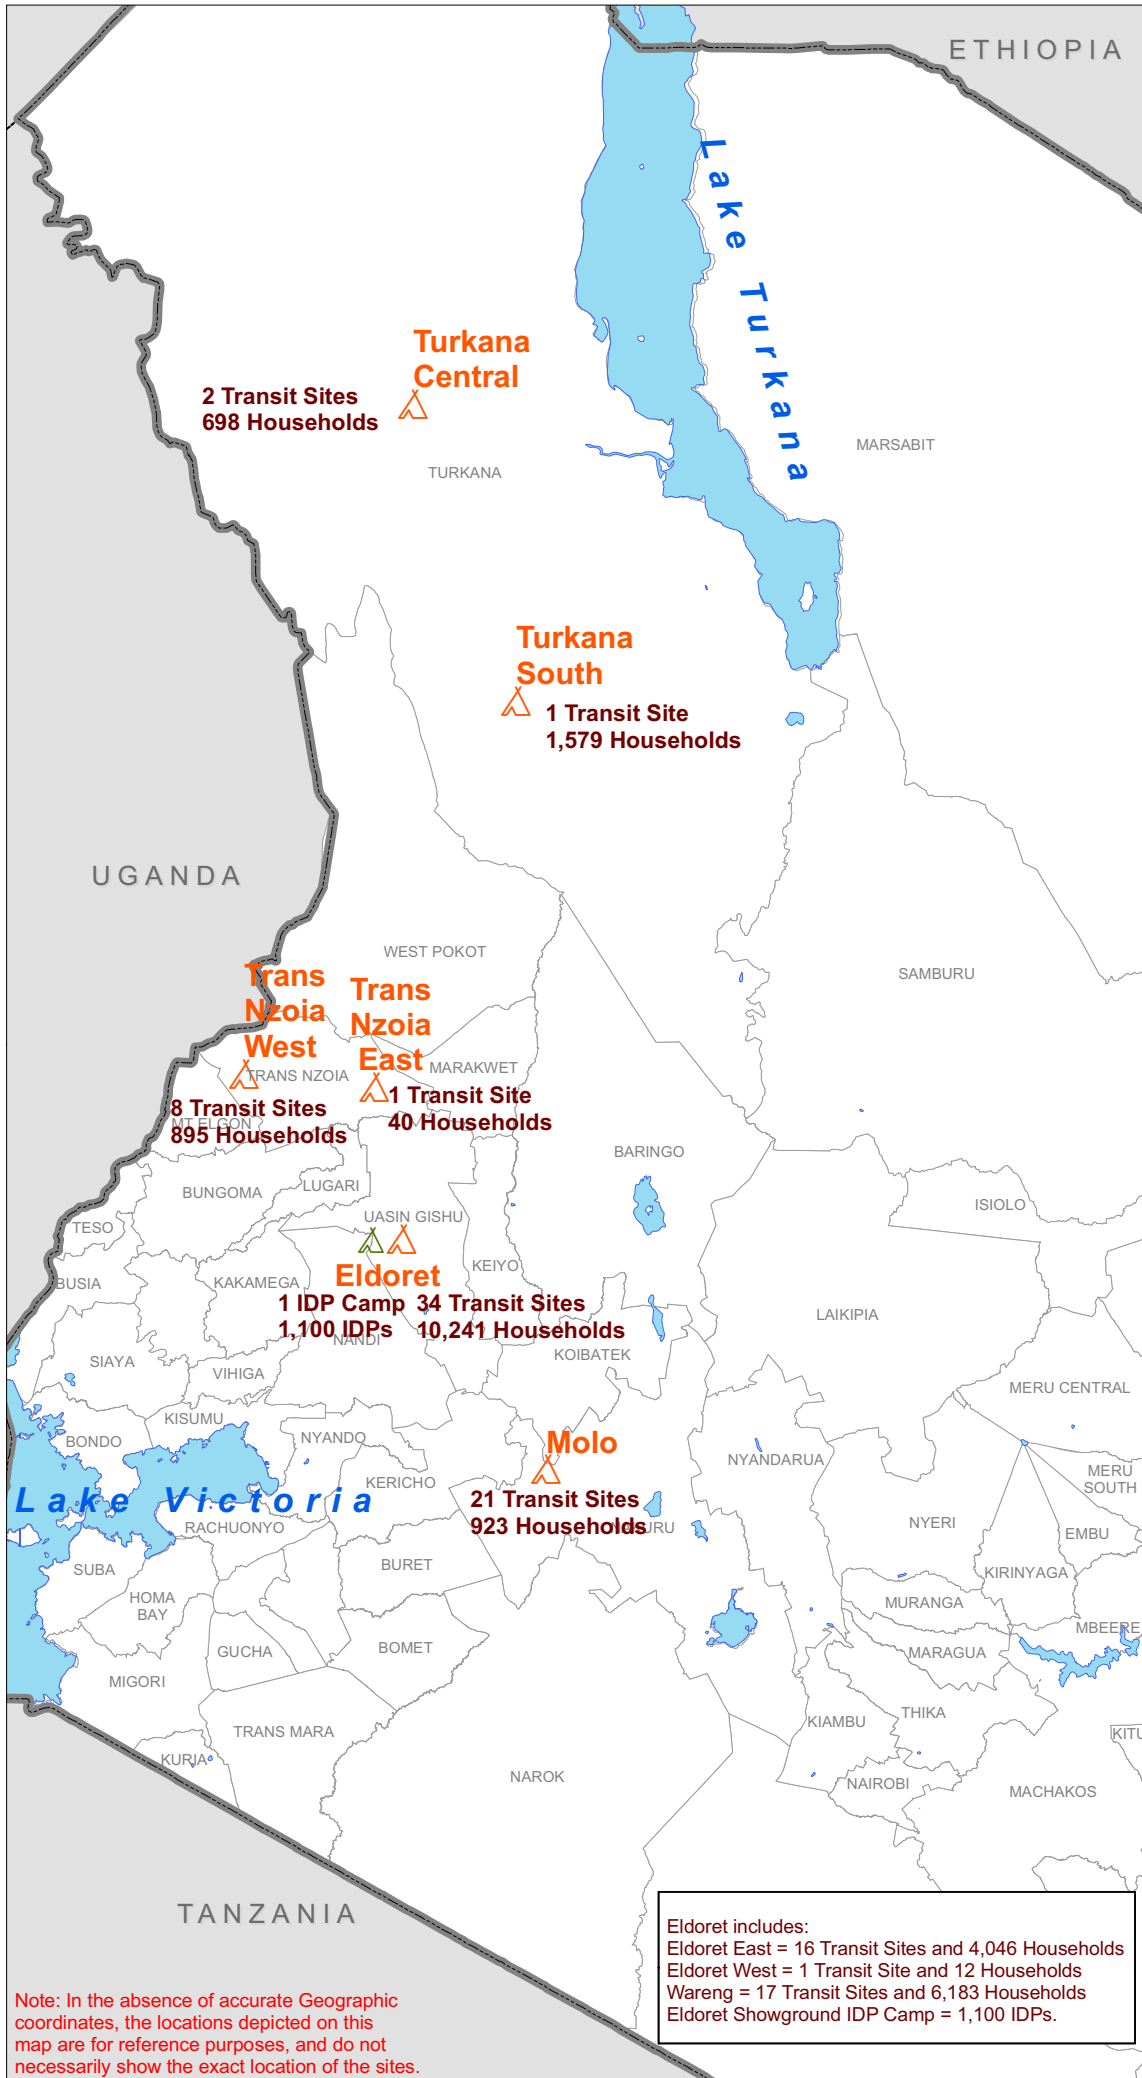 ETHIOPIA
Lake Turkana
Turkana
Central
2 Transit Sites
698 Households
MARSABIT
TURKANA
Turkana
South
1 Transit Site
1,579 Households
UGANDA
WEST POKOT
SAMBURU
Trans
Nzoia
West
Trans
Nzoia
East
TRANS NZOIA
MARAKWET
8 Transit Sites
895 Households
1 Transit Site
40 Households
MT ELGON
BARINGO
BUNGOMA
LUGARI
ISIOLO
TESO
UASIN GISHU
KEIYO
BUSIA
KAKAMEGA
Eldoret
1 IDP Camp
1,100 IDPs
34 Transit Sites
10,241 Households
LAIKIPIA
NANDI
KOIBATEK
SIAYA
VIHIGA
MERU CENTRAL
KISUMU
BONDO
NYANDO
Molo
NYANDARUA
KERICHO
MERU
SOUTH
Lake Victoria
21 Transit Sites
923 Households
NAKURU
RACHUONYO
NYERI
EMBU
SUBA
BURET
KIRINYAGA
HOMA
BAY
MURANGA
MBEERE
GUCHA
BOMET
MARAGUA
MIGORI
THIKA
KIAMBU
TRANS MARA
KITU
KURIA
NAROK
NAIROBI
MACHAKOS
TANZANIA
Eldoret includes:
Eldoret East = 16 Transit Sites and 4,046 Households
Eldoret West = 1 Transit Site and 12 Households
Wareng = 17 Transit Sites and 6,183 Households
Eldoret Showground IDP Camp = 1,100 IDPs.
Note: In the absence of accurate Geographic
coordinates, the locations depicted on this
map are for reference purposes, and do not
necessarily show the exact location of the sites.